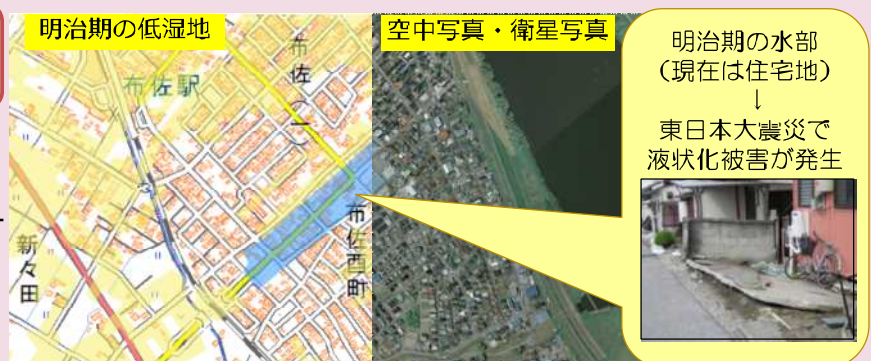 明治期の低湿地
空中写真・衛星写真
布佐駅
布佐(一)
布佐酉町
新々田
明治期の水部
(現在は住宅地)
↓
東日本大震災で
液状化被害が発生